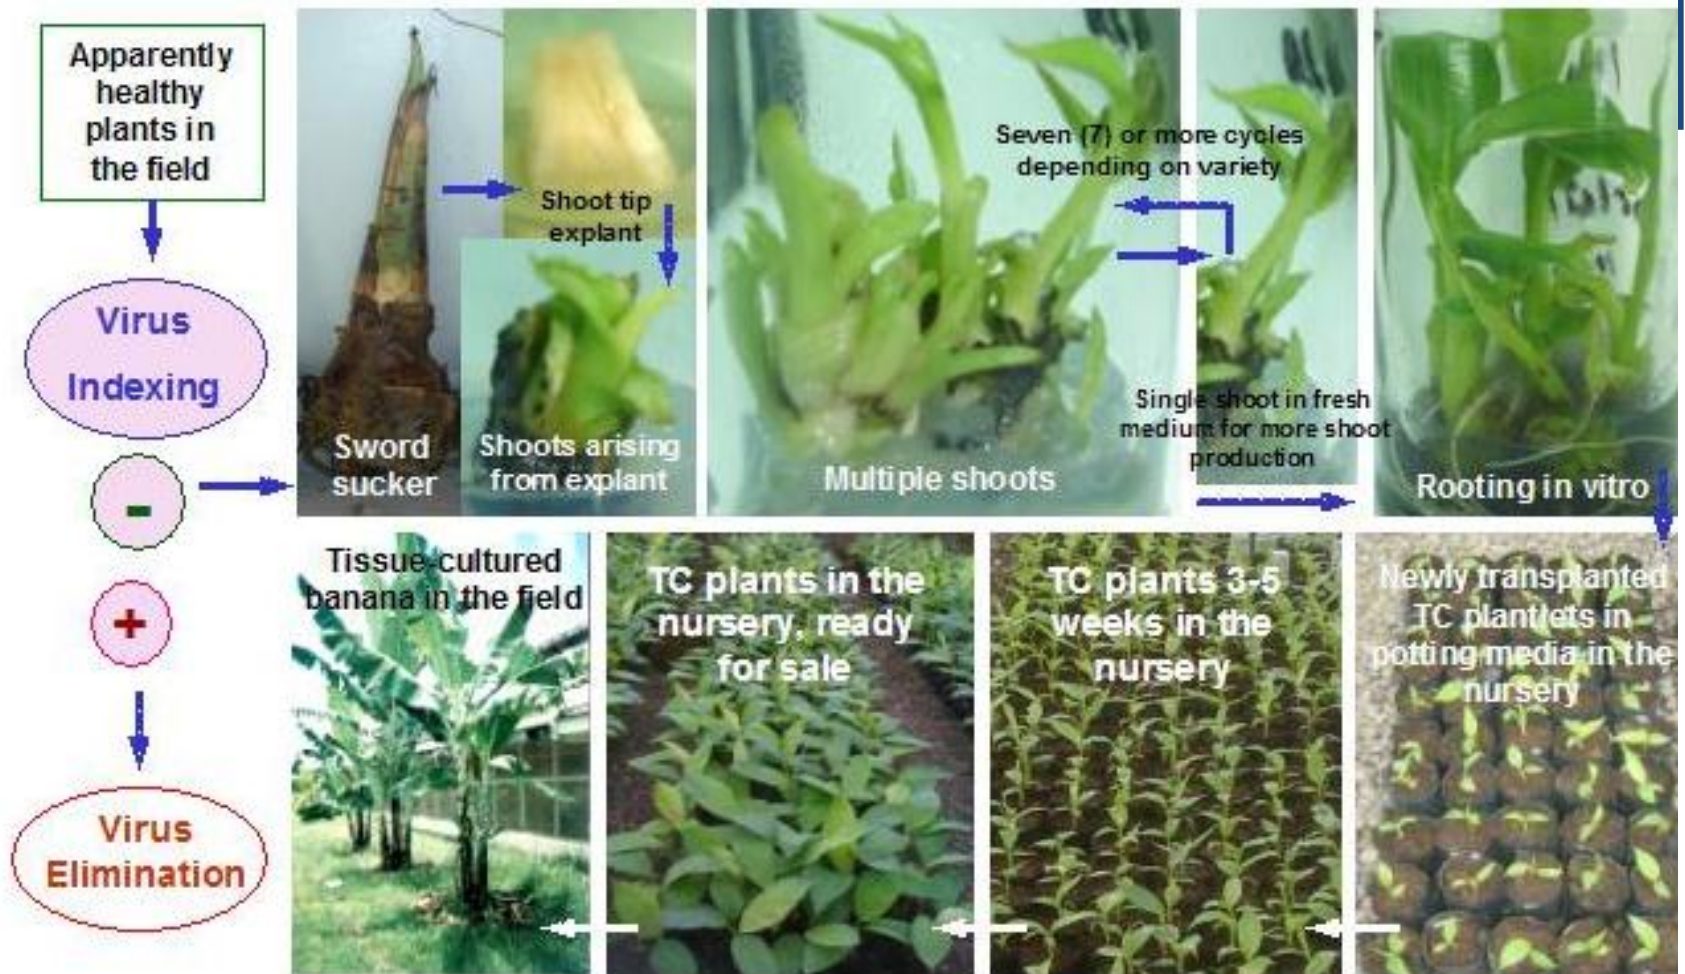 Apparently
healthy
plants in
the field
Virus
Indexing
-
+
Virus
Elimination
Sword
sucker
Shoot tip
explant
Shoots arising
from explant
Multiple shoots
Seven (7) or more cycles
depending on variety
Single shoot in fresh
medium for more shoot
production
Rooting in vitro
Newly transplanted
TC plantlets in
potting media in the
nursery
TC plants 3-5
weeks in the
nursery
TC plants in the
nursery, ready
for sale
Tissue-cultured
banana in the field